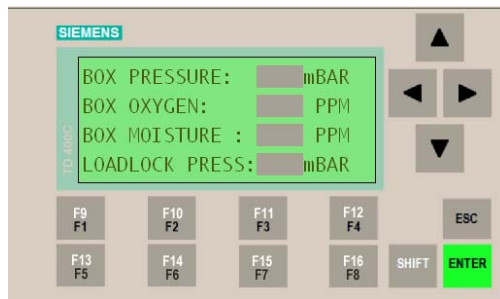 SIEMENS
BOX PRESSURE: mBAR
BOX OXYGEN: PPM
BOX MOISTURE : PPM
LOADLOCK PRESS: mBAR
TD 400C
F9 F10 F11 F12
F1 F2 F3 F4 ESC
F13 F14 F15 F16 SHIFT ENTER
F5 F6 F7 F8